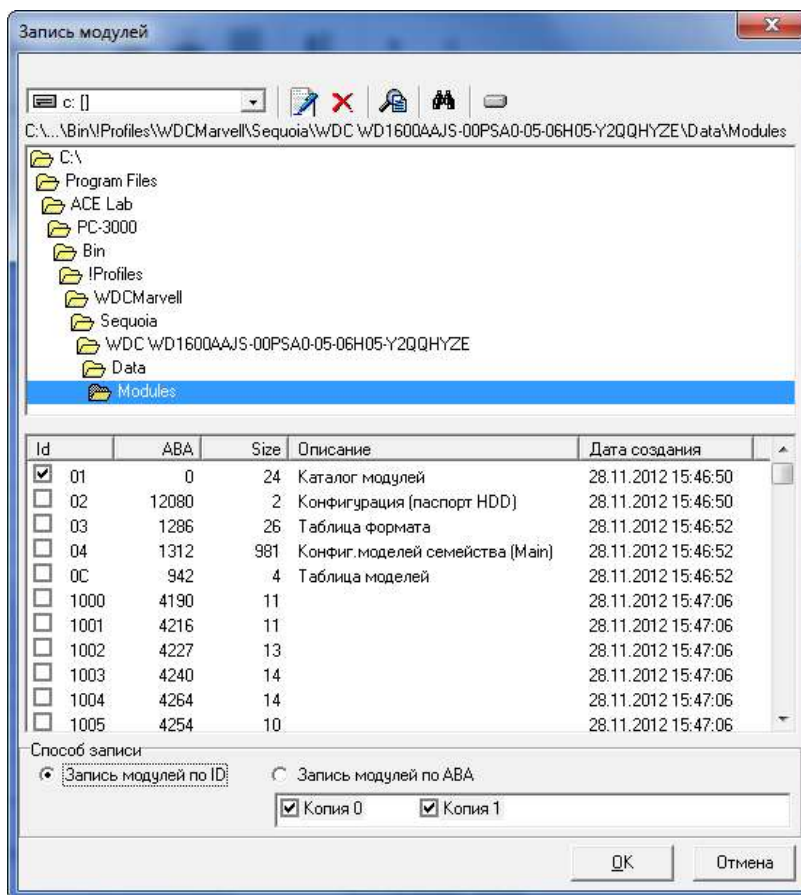 Запись модулей
c: []
C:\...\Bin\!Profiles\WDCMarvell\Sequoia\WDC WD1600AAJS-00PSA0-05-06H05-Y2QQHYZE\Data\Modules
C:\
Program Files
ACE Lab
PC-3000
Bin
!Profiles
WDCMarvell
Sequoia
WDC WD1600AAJS-00PSA0-05-06H05-Y2QQHYZE
Data
Modules
Id ABA Size Описание Дата создания
01 0 24 Каталог модулей 28.11.2012 15:46:50
02 12080 2 Конфигурация (паспорт HDD) 28.11.2012 15:46:50
03 1286 26 Таблица формата 28.11.2012 15:46:52
04 1312 981 Конфиг.моделей семейства (Main) 28.11.2012 15:46:52
0C 942 4 Таблица моделей 28.11.2012 15:46:52
1000 4190 11 28.11.2012 15:47:06
1001 4216 11 28.11.2012 15:47:06
1002 4227 13 28.11.2012 15:47:06
1003 4240 14 28.11.2012 15:47:06
1004 4264 14 28.11.2012 15:47:06
1005 4254 10 28.11.2012 15:47:06
Способ записи
Запись модулей по ID Запись модулей по ABA
Копия 0 Копия 1
OK Отмена